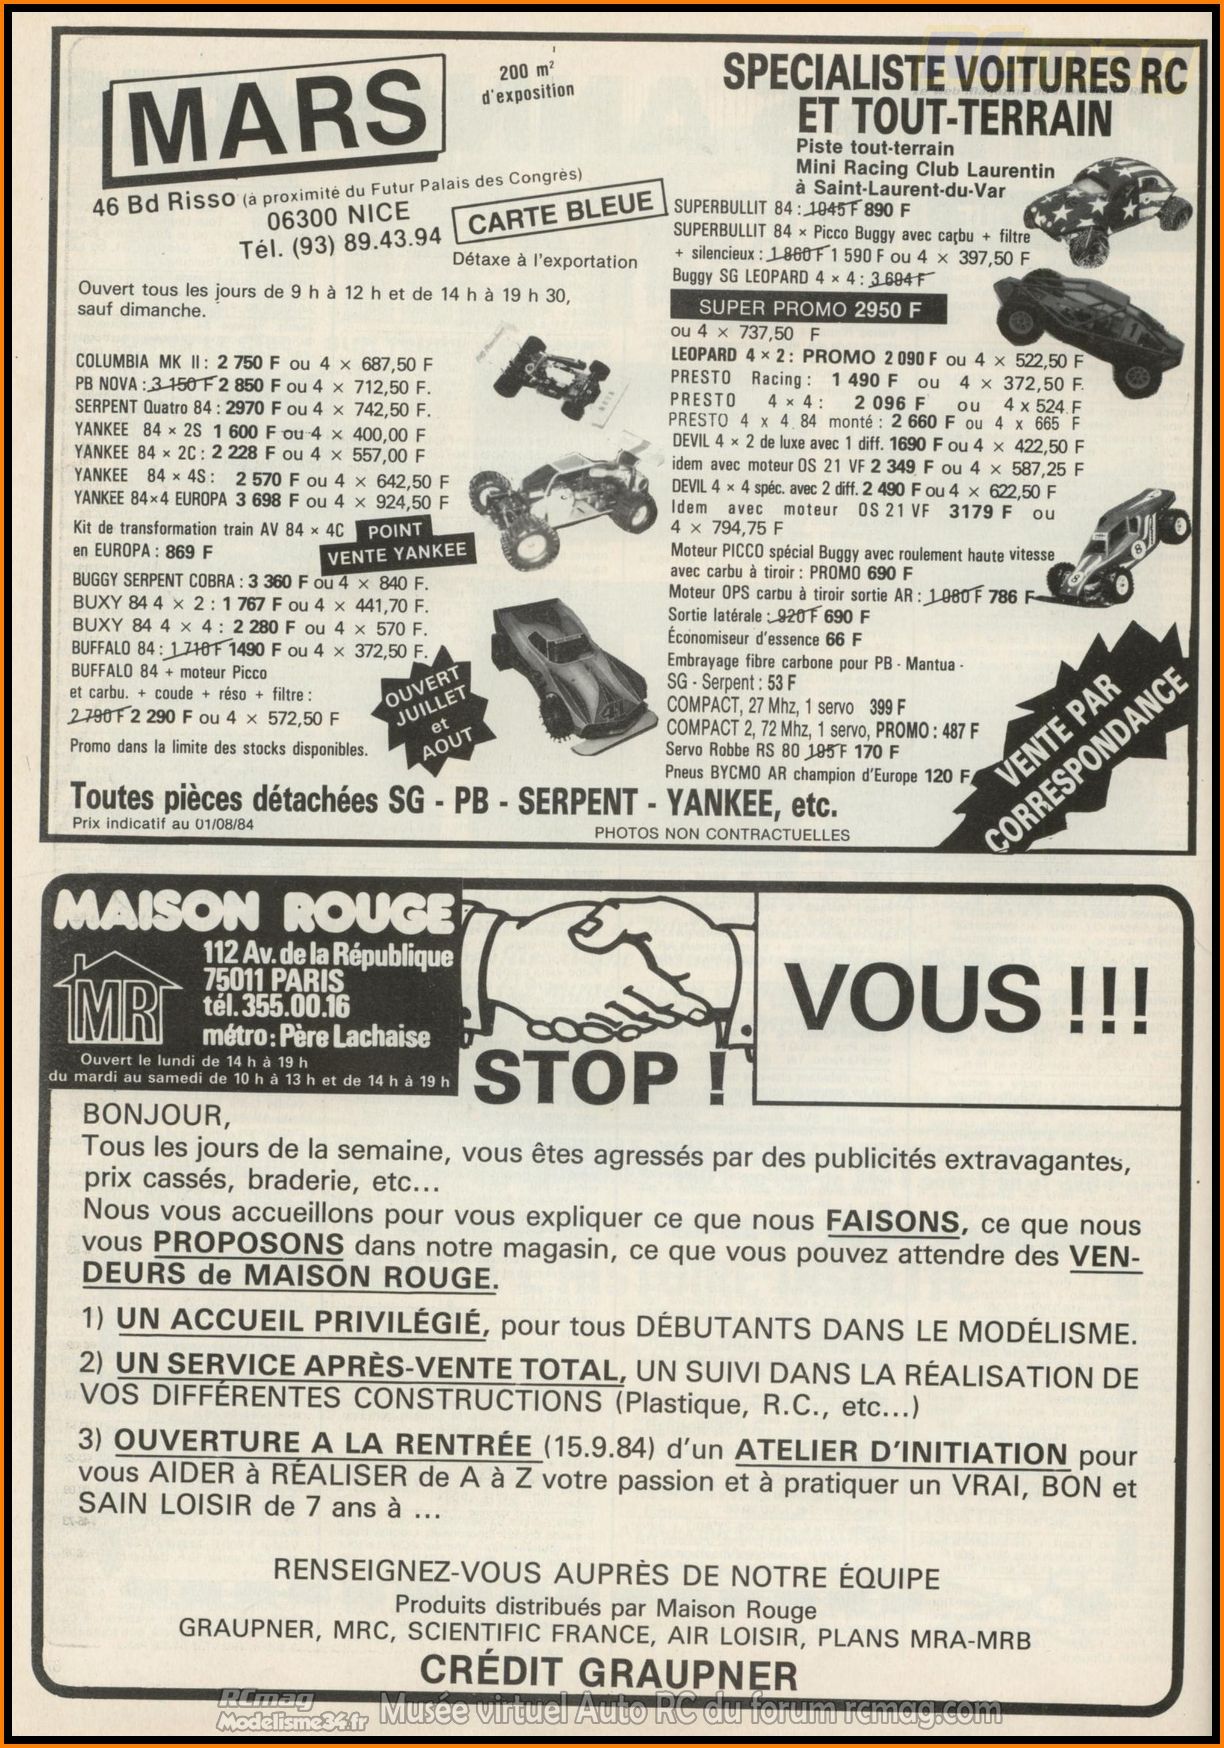 MARS
200 m²
d'exposition
46 Bd Risso (à proximité du Futur Palais des Congrès)
06300 NICE
Tél. (93) 89.43.94
CARTE BLEUE
Détaxe à l'exportation
Ouvert tous les jours de 9 h à 12 h et de 14 h à 19 h 30,
sauf dimanche.
COLUMBIA MK II : 2 750 F ou 4 × 687,50 F
PB NOVA : 3 150 F 2 850 F ou 4 × 712,50 F.
SERPENT Quatro 84 : 2970 F ou 4 × 742,50 F.
YANKEE 84 × 2S 1 600 F ou 4 × 400,00 F
YANKEE 84 × 2C : 2 228 F ou 4 × 557,00 F
YANKEE 84 × 4S : 2 570 F ou 4 × 642,50 F
YANKEE 84×4 EUROPA 3 698 F ou 4 × 924,50 F
Kit de transformation train AV 84 × 4C
en EUROPA : 869 F
POINT
VENTE YANKEE
BUGGY SERPENT COBRA : 3 360 F ou 4 × 840 F.
BUXY 84 4 × 2 : 1 767 F ou 4 × 441,70 F.
BUXY 84 4 × 4 : 2 280 F ou 4 × 570 F.
BUFFALO 84 : 1 710 F 1490 F ou 4 × 372,50 F.
BUFFALO 84 + moteur Picco
et carbu. + coude + réso + filtre :
2 790 F 2 290 F ou 4 × 572,50 F
Promo dans la limite des stocks disponibles.
OUVERT
JUILLET
et
AOUT
SPECIALISTE VOITURES RC
ET TOUT-TERRAIN
Piste tout-terrain
Mini Racing Club Laurentin
à Saint-Laurent-du-Var
SUPERBULLIT 84 : 1045 F 890 F
SUPERBULLIT 84 × Picco Buggy avec carbu + filtre
+ silencieux : 1 860 F 1 590 F ou 4 × 397,50 F
Buggy SG LEOPARD 4 × 4 : 3 694 F
SUPER PROMO 2950 F
ou 4 × 737,50 F
LEOPARD 4 × 2 : PROMO 2 090 F ou 4 × 522,50 F
PRESTO Racing : 1 490 F ou 4 × 372,50 F.
PRESTO 4 × 4 : 2 096 F ou 4 x 524 F
PRESTO 4 x 4 84 monté : 2 660 F ou 4 x 665 F
DEVIL 4 × 2 de luxe avec 1 diff. 1690 F ou 4 × 422,50 F
idem avec moteur OS 21 VF 2 349 F ou 4 × 587,25 F
DEVIL 4 × 4 spéc. avec 2 diff. 2 490 F ou 4 × 622,50 F
Idem avec moteur OS 21 VF 3179 F ou
4 × 794,75 F
Moteur PICCO spécial Buggy avec roulement haute vitesse
avec carbu à tiroir : PROMO 690 F
Moteur OPS carbu à tiroir sortie AR : 1 080 F 786 F
Sortie latérale : 920 F 690 F
Économiseur d'essence 66 F
Embrayage fibre carbone pour PB - Mantua -
SG - Serpent : 53 F
COMPACT, 27 Mhz, 1 servo 399 F
COMPACT 2, 72 Mhz, 1 servo, PROMO : 487 F
Servo Robbe RS 80 195 F 170 F
Pneus BYCMO AR champion d'Europe 120 F
VENTE PAR
CORRESPONDANCE
Toutes pièces détachées SG - PB - SERPENT - YANKEE, etc.
Prix indicatif au 01/08/84
PHOTOS NON CONTRACTUELLES
MAISON ROUGE
MR
112 Av. de la République
75011 PARIS
tél. 355.00.16
métro : Père Lachaise
Ouvert le lundi de 14 h à 19 h
du mardi au samedi de 10 h à 13 h et de 14 h à 19 h
STOP !
VOUS !!!
BONJOUR,
Tous les jours de la semaine, vous êtes agressés par des publicités extravagantes,
prix cassés, braderie, etc...
Nous vous accueillons pour vous expliquer ce que nous FAISONS, ce que nous
vous PROPOSONS dans notre magasin, ce que vous pouvez attendre des VEN-
DEURS de MAISON ROUGE.
1) UN ACCUEIL PRIVILÉGIÉ, pour tous DÉBUTANTS DANS LE MODÉLISME.
2) UN SERVICE APRÈS-VENTE TOTAL, UN SUIVI DANS LA RÉALISATION DE
VOS DIFFÉRENTES CONSTRUCTIONS (Plastique, R.C., etc...)
3) OUVERTURE A LA RENTRÉE (15.9.84) d'un ATELIER D'INITIATION pour
vous AIDER à RÉALISER de A à Z votre passion et à pratiquer un VRAI, BON et
SAIN LOISIR de 7 ans à ...
RENSEIGNEZ-VOUS AUPRÈS DE NOTRE ÉQUIPE
Produits distribués par Maison Rouge
GRAUPNER, MRC, SCIENTIFIC FRANCE, AIR LOISIR, PLANS MRA-MRB
CRÉDIT GRAUPNER
RCmag
Modelisme34.fr
Musée virtuel Auto RC du forum rcmag.com